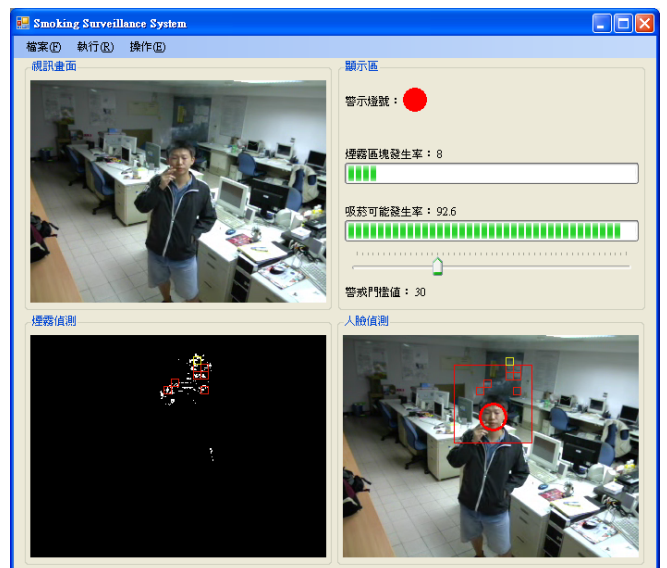 Smoking Surveillance System
檔案(F) 執行(R) 操作(E)
視訊畫面
顯示區
警示燈號：
煙霧區塊發生率：8
吸菸可能發生率：92.6
警戒門檻值：30
煙霧偵測
人臉偵測